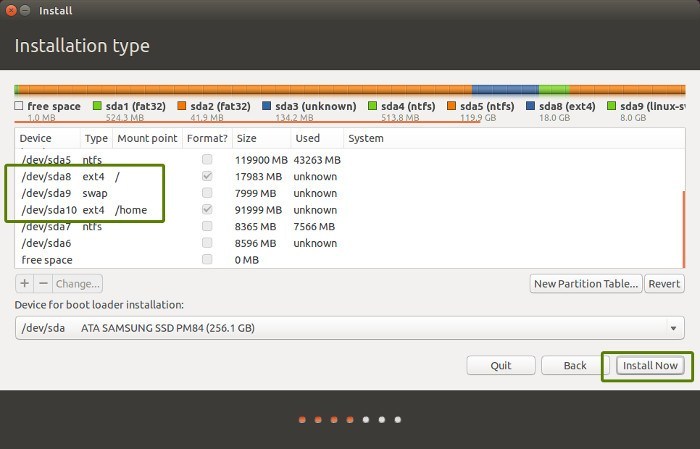 Install
Installation type
free space sda1 (fat32) sda2 (fat32) sda3 (unknown) sda4 (ntfs) sda5 (ntfs) sda8 (ext4) sda9 (linux-sw
1.0 MB 524.3 MB 41.9 MB 134.2 MB 513.8 MB 119.9 GB 18.0 GB 8.0 GB
Device Type Mount point Format? Size Used System
/dev/sda5 ntfs 119900 MB 43263 MB
/dev/sda8 ext4 / 17983 MB unknown
/dev/sda9 swap 7999 MB unknown
/dev/sda10 ext4 /home 91999 MB unknown
/dev/sda7 ntfs 8365 MB 7566 MB
/dev/sda6 8596 MB unknown
free space 0 MB
+ − Change... New Partition Table... Revert
Device for boot loader installation:
/dev/sda ATA SAMSUNG SSD PM84 (256.1 GB)
Quit Back Install Now